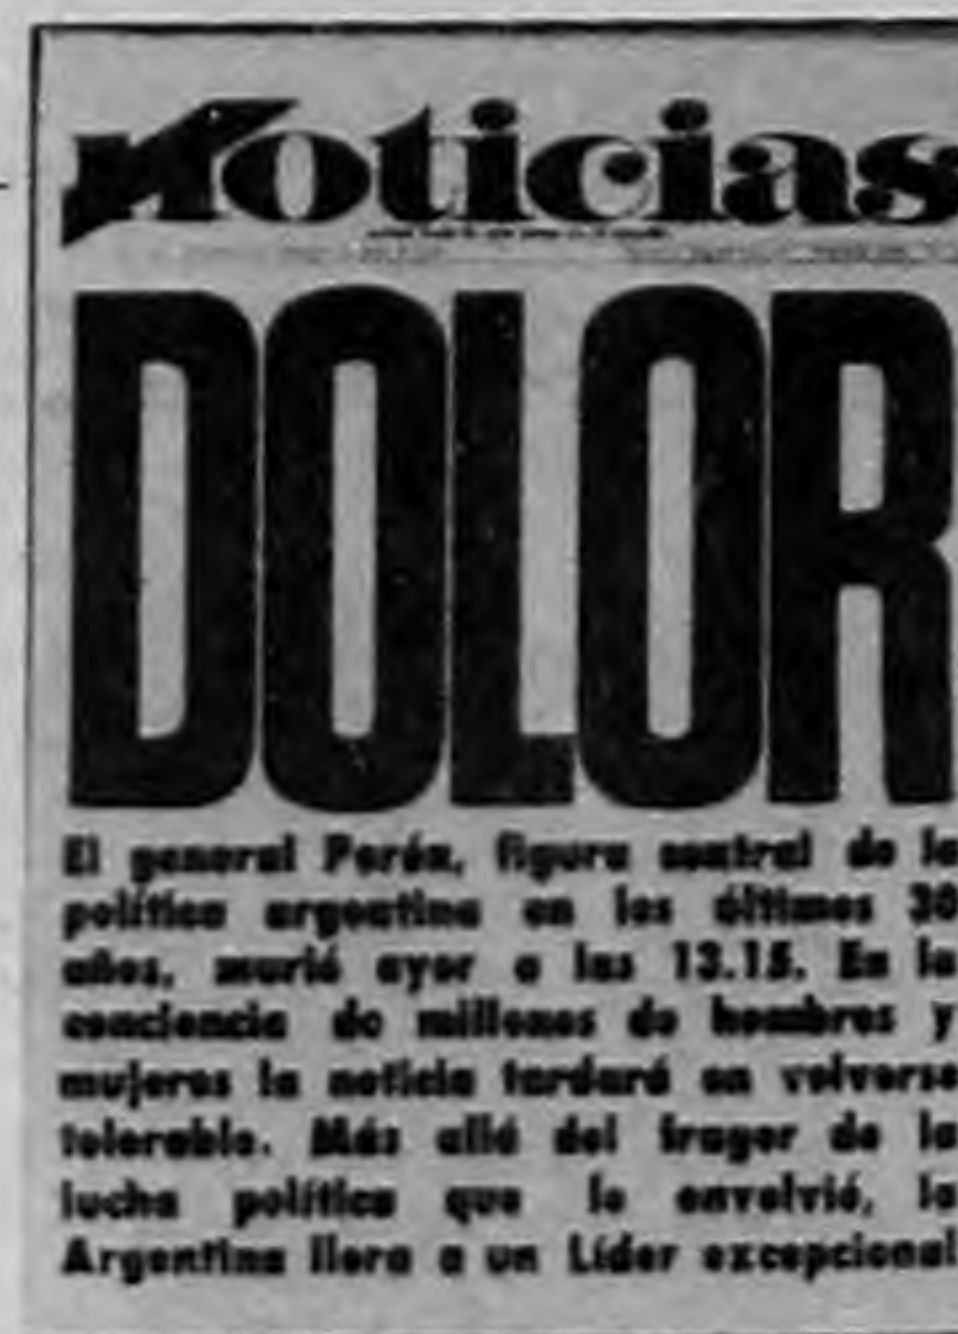 Noticias
DOLOR
El general Perón, figura central de la
política argentina en los últimos 30
años, murió ayer a las 13.15. En la
conciencia de millones de hombres y
mujeres la noticia tardará en volverse
tolerable. Más allá del fragor de la
lucha política que lo envolvió, la
Argentina llora a un Líder excepcional